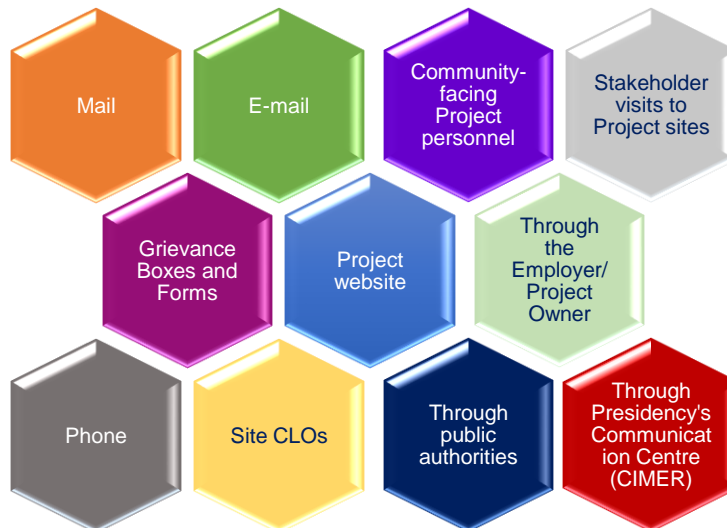 Mail
E-mail
Community-
facing
Project
personnel
Stakeholder
visits to
Project sites
Grievance
Boxes and
Forms
Project
website
Through
the
Employer/
Project
Owner
Phone
Site CLOs
Through
public
authorities
Through
Presidency's
Communicat
ion Centre
(CIMER)